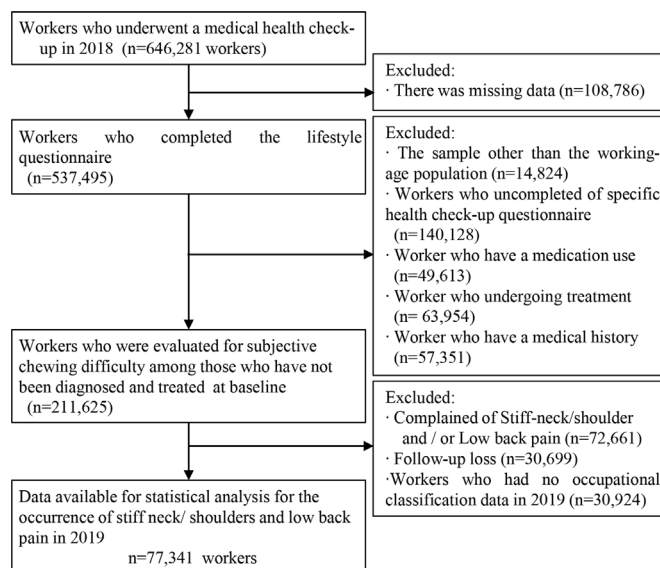 Workers who underwent a medical health check-
up in 2018 (n=646,281 workers)
Excluded:
· There was missing data (n=108,786)
Workers who completed the lifestyle
questionnaire
(n=537,495)
Excluded:
· The sample other than the working-
age population (n=14,824)
· Workers who uncompleted of specific
health check-up questionnaire
(n=140,128)
· Worker who have a medication use
(n=49,613)
· Worker who undergoing treatment
(n= 63,954)
· Worker who have a medical history
(n=57,351)
Workers who were evaluated for subjective
chewing difficulty among those who have not
been diagnosed and treated at baseline
(n=211,625)
Excluded:
· Complained of Stiff-neck/shoulder
and / or Low back pain (n=72,661)
· Follow-up loss (n=30,699)
·Workers who had no occupational
classification data in 2019 (n=30,924)
Data available for statistical analysis for the
occurrence of stiff neck/ shoulders and low back
pain in 2019
n=77,341 workers